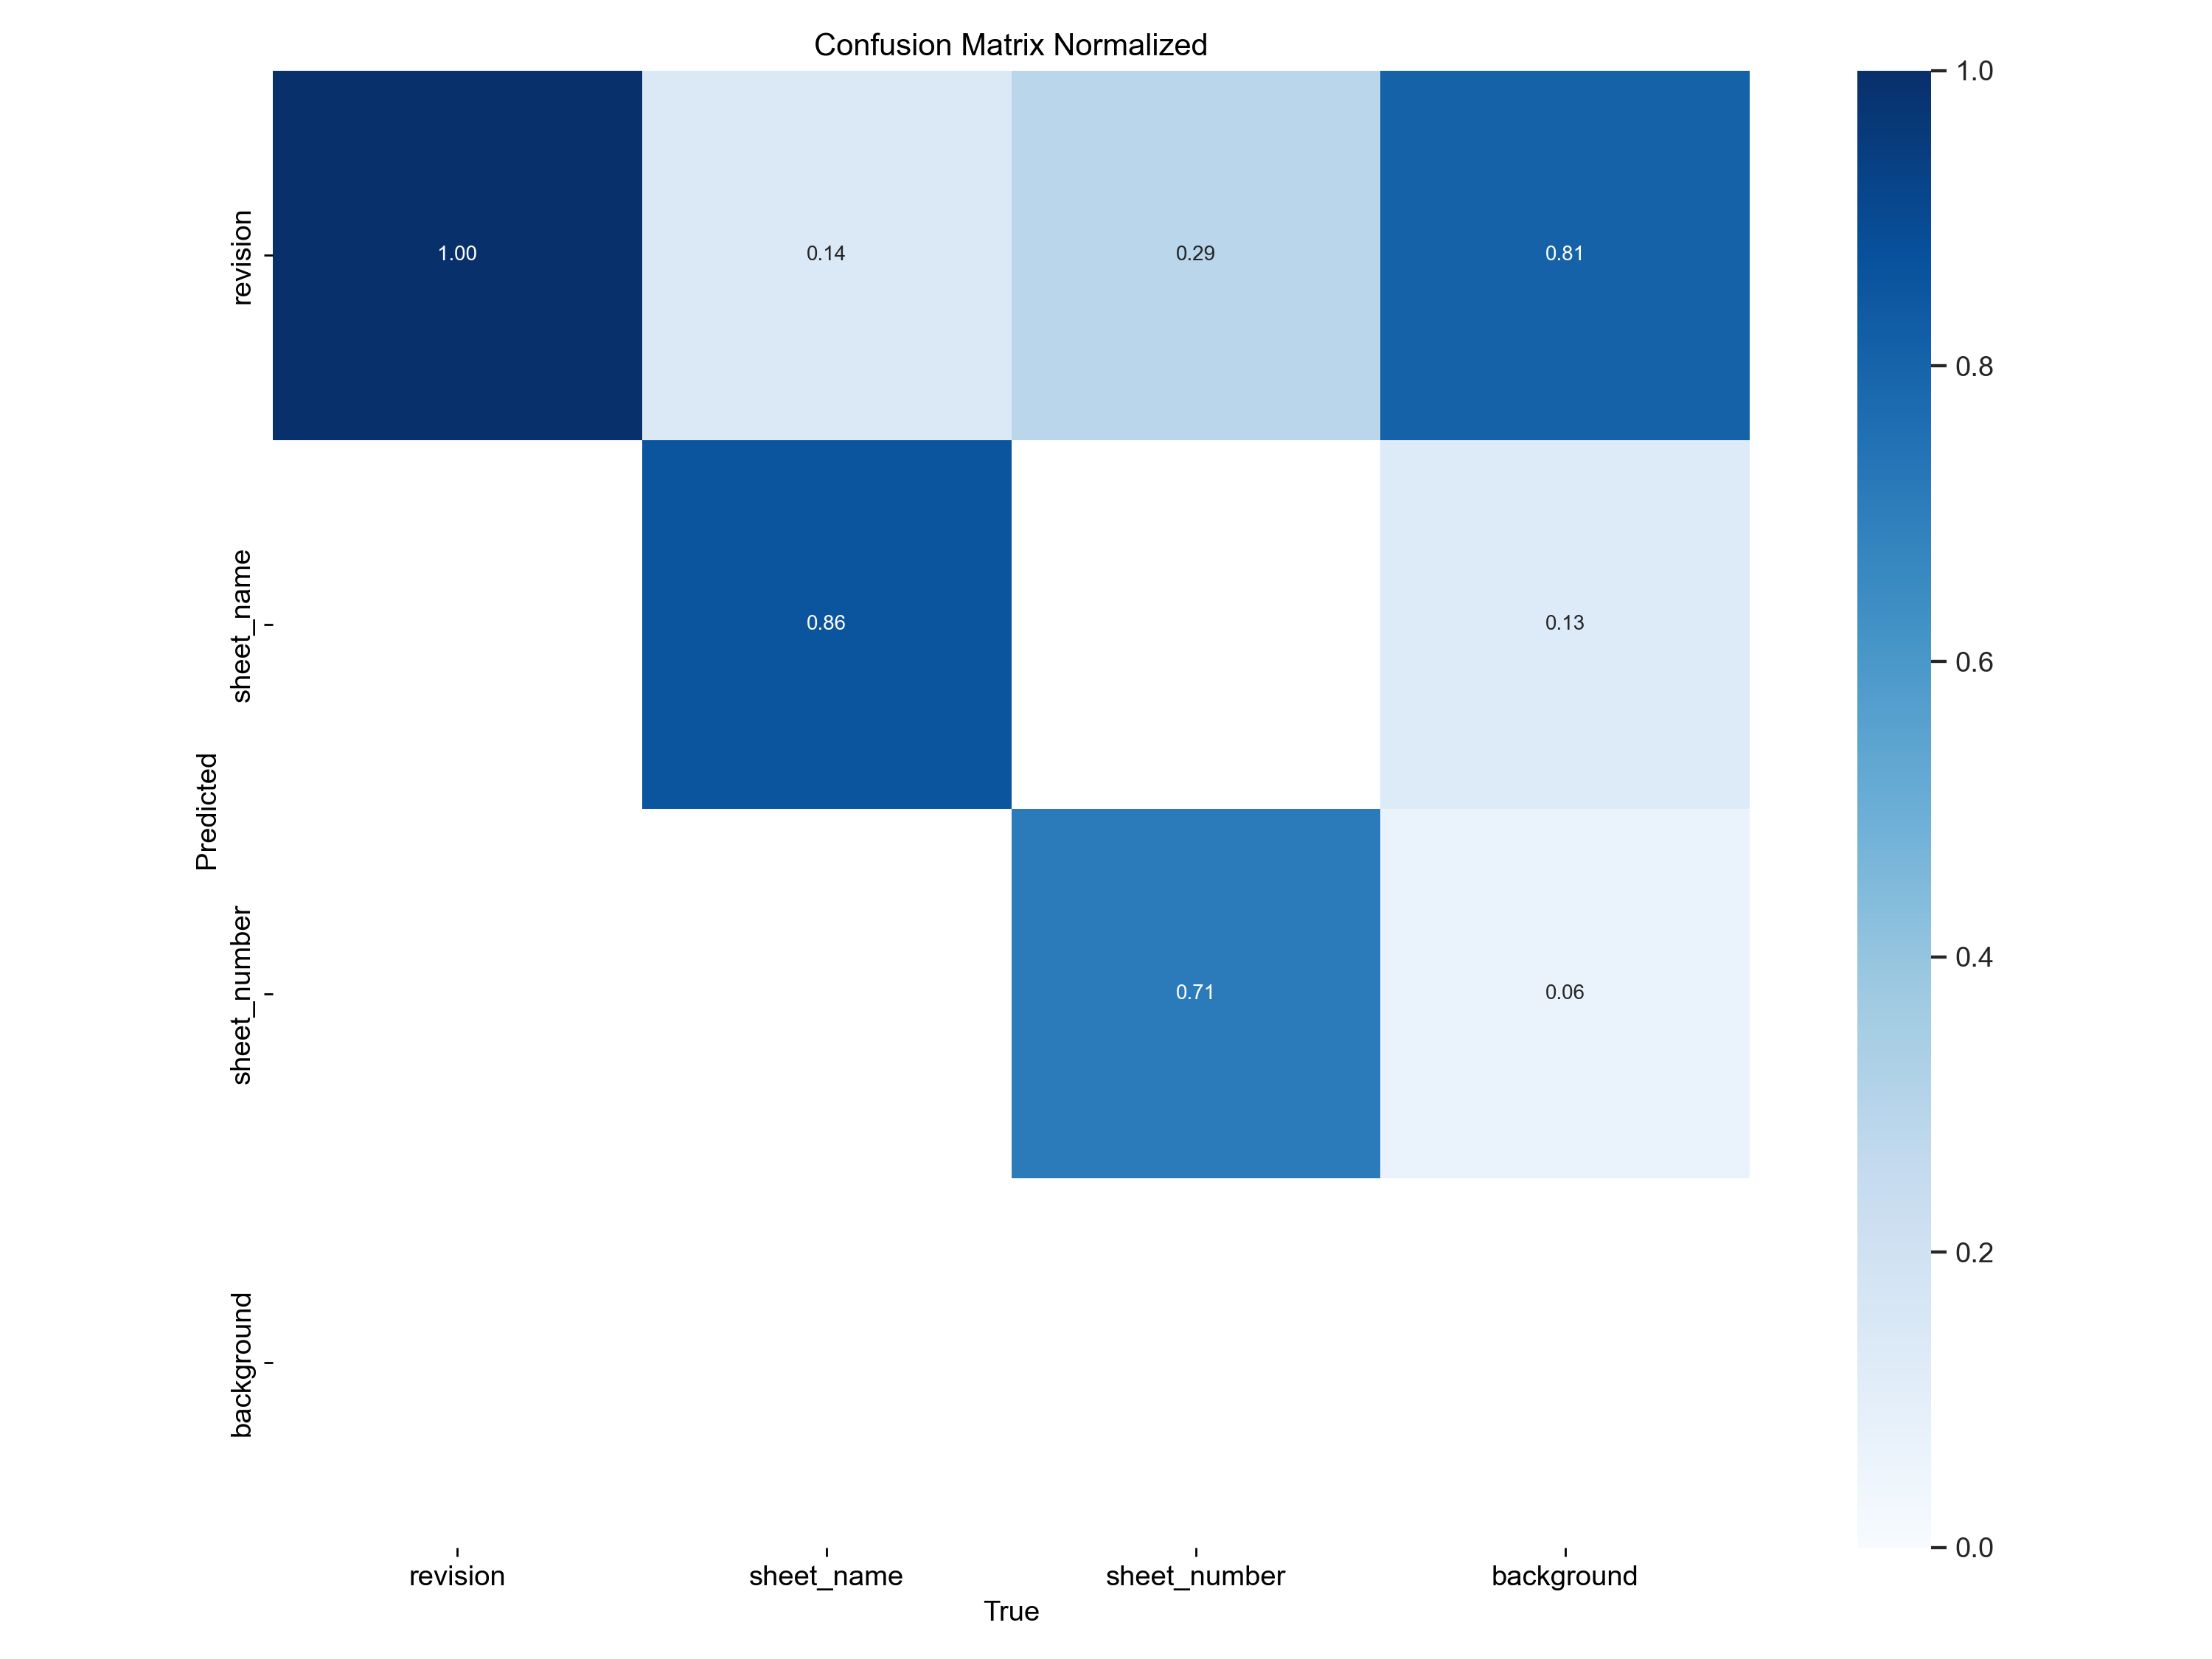 Confusion Matrix Normalized
revision
1.00
0.14
0.29
0.81
sheet_name
0.86
0.13
sheet_number
0.71
0.06
background
Predicted
revision
sheet_name
sheet_number
background
True
1.0
0.8
0.6
0.4
0.2
0.0